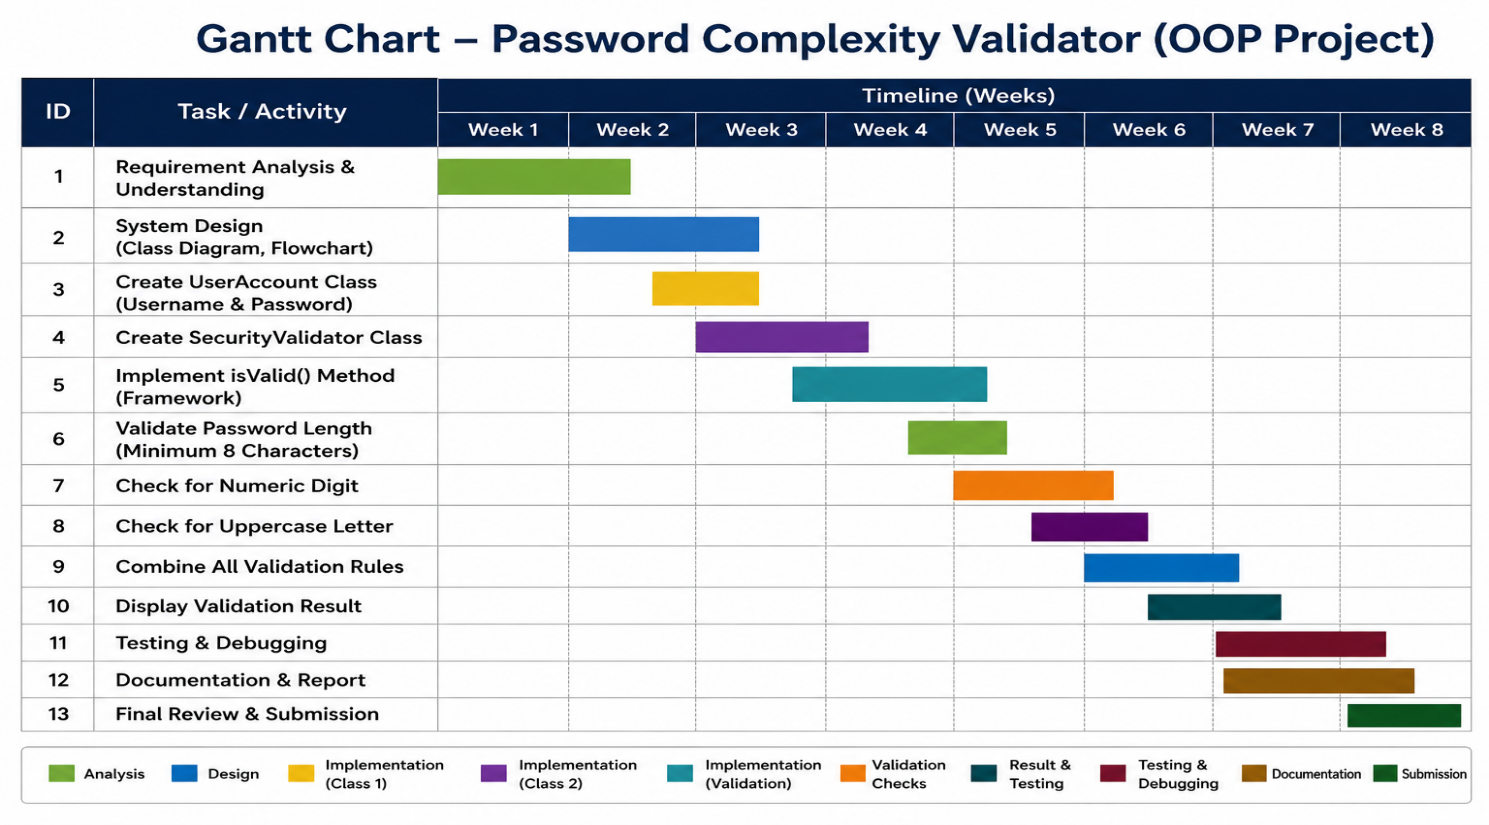 Gantt Chart – Password Complexity Validator (OOP Project)
ID
Task / Activity
Timeline (Weeks)
Week 1
Week 2
Week 3
Week 4
Week 5
Week 6
Week 7
Week 8
1
Requirement Analysis &
Understanding
2
System Design
(Class Diagram, Flowchart)
3
Create UserAccount Class
(Username & Password)
4
Create SecurityValidator Class
5
Implement isValid() Method
(Framework)
6
Validate Password Length
(Minimum 8 Characters)
7
Check for Numeric Digit
8
Check for Uppercase Letter
9
Combine All Validation Rules
10
Display Validation Result
11
Testing & Debugging
12
Documentation & Report
13
Final Review & Submission
Analysis
Design
Implementation
(Class 1)
Implementation
(Class 2)
Implementation
(Validation)
Validation
Checks
Result &
Testing
Testing &
Debugging
Documentation
Submission